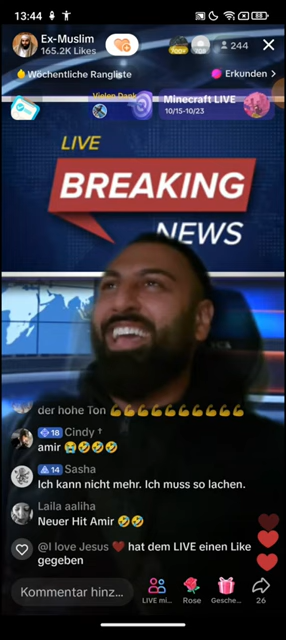 13:44
58
Ex-Muslim
165.2K Likes
700+
244
Wöchentliche Rangliste
Erkunden >
Vielen Dank
Minecraft LIVE
10/15-10/23
LIVE
BREAKING
NEWS
der hohe Ton 💪💪💪💪💪💪💪💪💪💪
18 Cindy †
amir 😭🤣🤣🤣
14 Sasha
Ich kann nicht mehr. Ich muss so lachen.
Laila aaliha
Neuer Hit Amir 🤣🤣
@I love Jesus ❤️ hat dem LIVE einen Like
gegeben
Kommentar hinz...
LIVE mi...
Rose
Gesche...
26